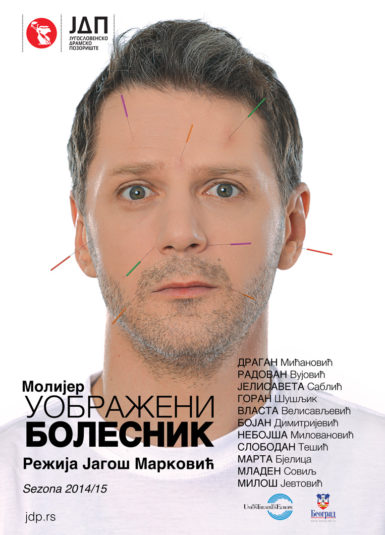 ЈДП
ЈУГОСЛОВЕНСКО
ДРАМСКО
ПОЗОРИШТЕ
ДРАГАН Мићановић
РАДОВАН Вујовић
ЈЕЛИСАВЕТА Саблић
ГОРАН Шушљик
ВЛАСТА Велисављевић
БОЈАН Димитријевић
НЕБОЈША Миловановић
СЛОБОДАН Тешић
МАРТА Бјелица
МЛАДЕН Совиљ
МИЛОШ Јевтовић
Молијер
УОБРАЖЕНИ
БОЛЕСНИК
Режија Јагош Марковић
Sezona 2014/15
jdp.rs
Београд